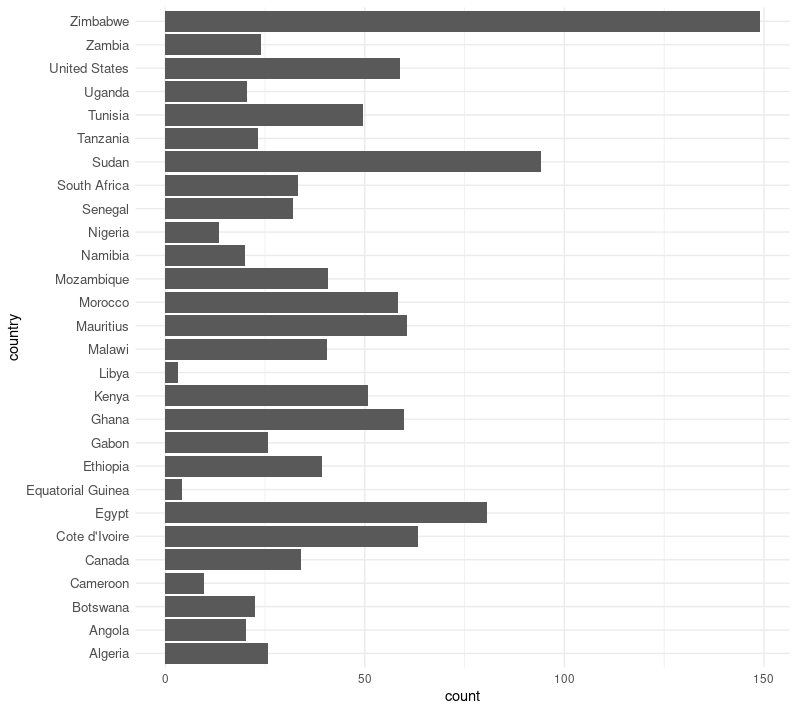 Zimbabwe
Zambia
United States
Uganda
Tunisia
Tanzania
Sudan
South Africa
Senegal
Nigeria
Namibia
Mozambique
Morocco
Mauritius
Malawi
Libya
Kenya
Ghana
Gabon
Ethiopia
Equatorial Guinea
Egypt
Cote d'Ivoire
Canada
Cameroon
Botswana
Angola
Algeria
country
0 50 100 150
count